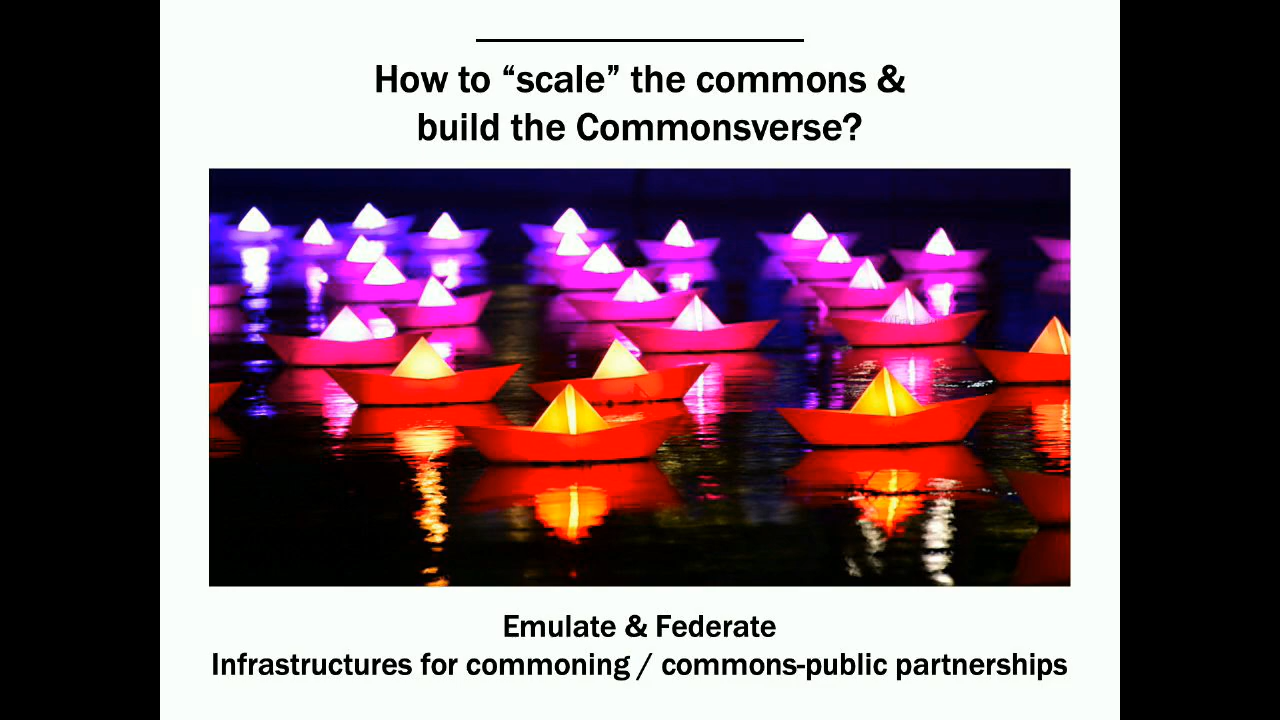 How to “scale” the commons &
build the Commonsverse?
Emulate & Federate
Infrastructures for commoning / commons-public partnerships